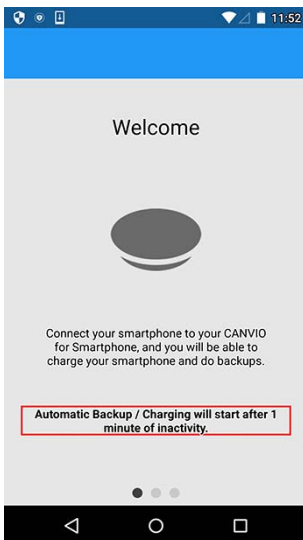 11:52
Welcome
Connect your smartphone to your CANVIO
for Smartphone, and you will be able to
charge your smartphone and do backups.
Automatic Backup / Charging will start after 1
minute of inactivity.